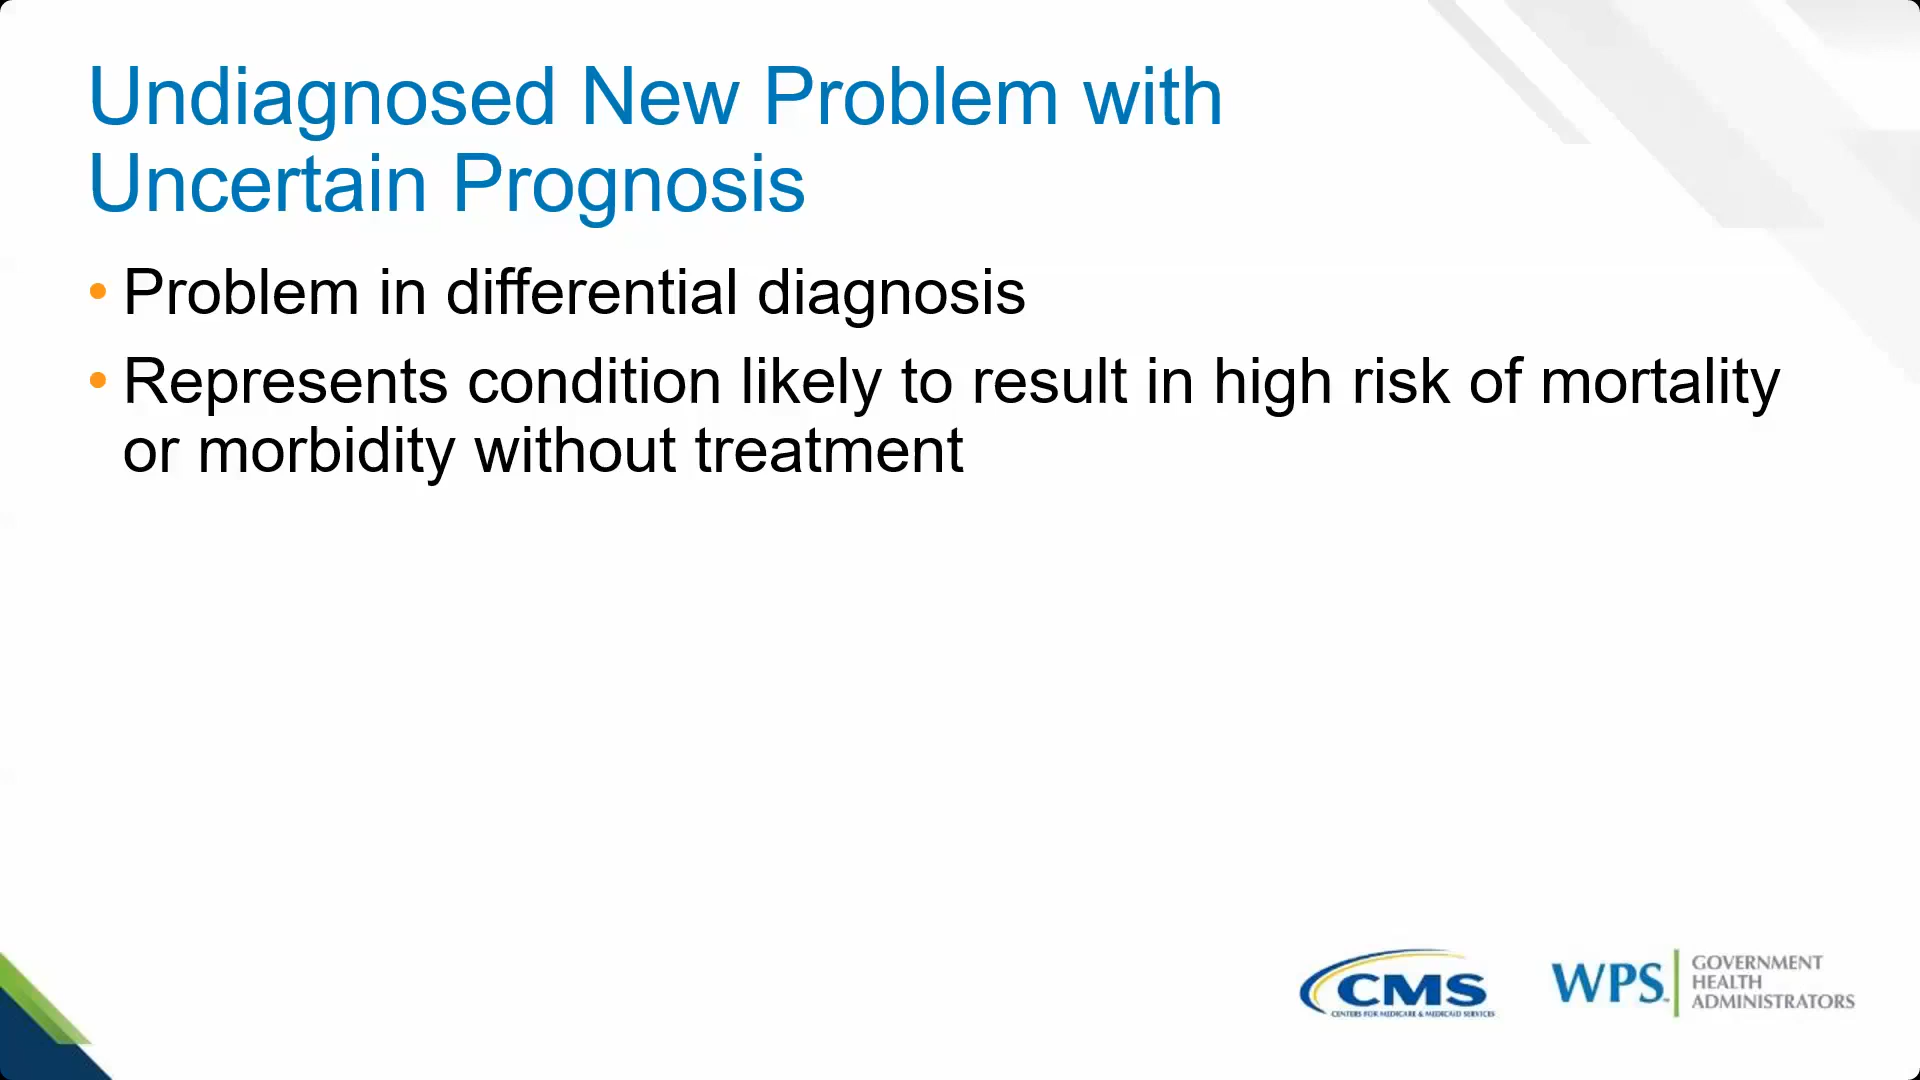 Undiagnosed New Problem with
Uncertain Prognosis
• Problem in differential diagnosis
• Represents condition likely to result in high risk of mortality
or morbidity without treatment
CMS
CENTERS FOR MEDICARE & MEDICAID SERVICES
WPS
GOVERNMENT
HEALTH
ADMINISTRATORS